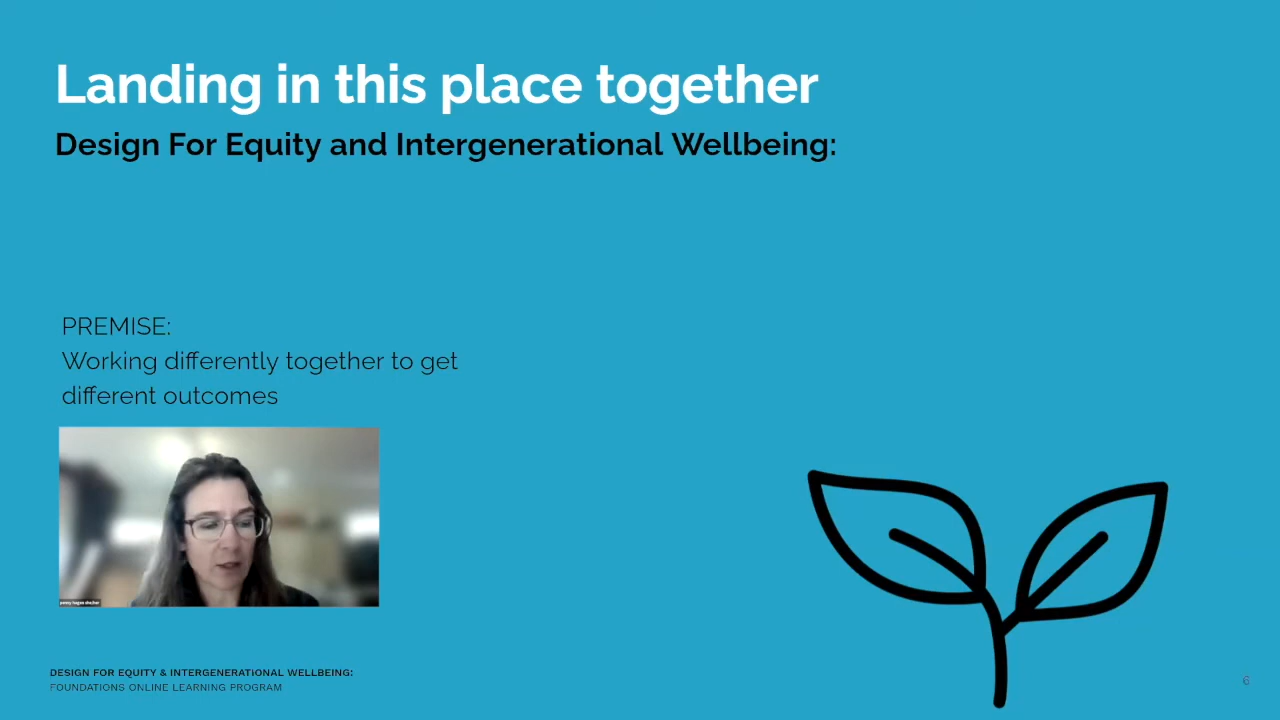 Landing in this place together
Design For Equity and Intergenerational Wellbeing:
PREMISE:
Working differently together to get
different outcomes
DESIGN FOR EQUITY & INTERGENERATIONAL WELLBEING:
FOUNDATIONS ONLINE LEARNING PROGRAM
6